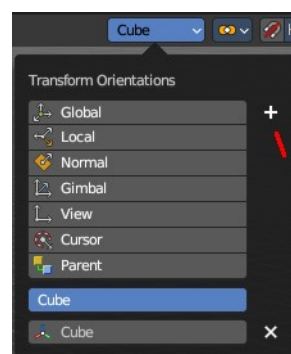 Cube
Transform Orientations
Global
Local
Normal
Gimbal
View
Cursor
Parent
Cube
Cube